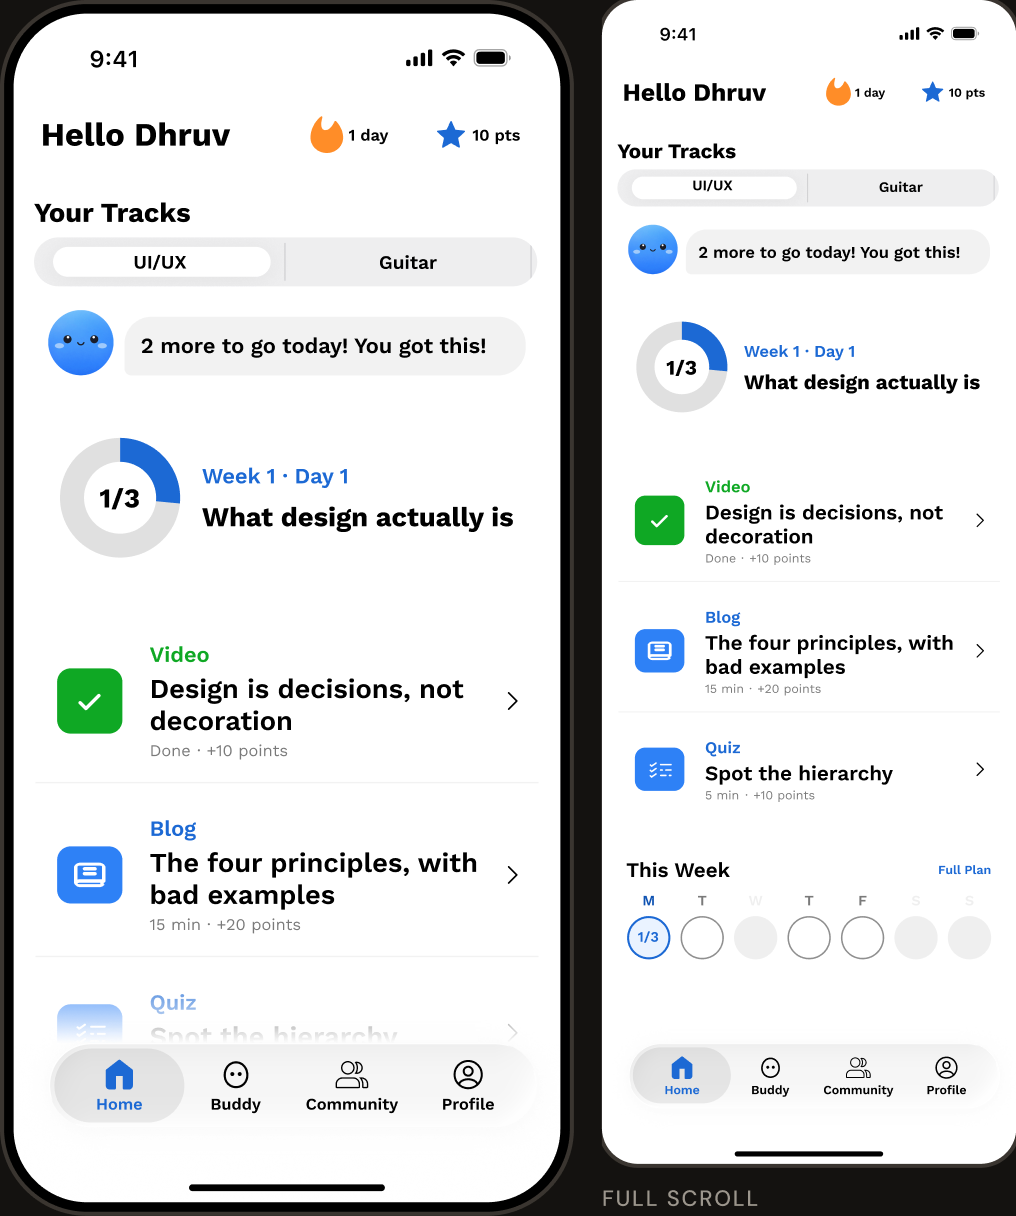 9:41
Hello Dhruv
1 day
10 pts
Your Tracks
UI/UX
Guitar
2 more to go today! You got this!
1/3
Week 1 · Day 1
What design actually is
Video
Design is decisions, not
decoration
Done · +10 points
Blog
The four principles, with
bad examples
15 min · +20 points
Quiz
Spot the hierarchy
Home
Buddy
Community
Profile
9:41
Hello Dhruv
1 day
10 pts
Your Tracks
UI/UX
Guitar
2 more to go today! You got this!
1/3
Week 1 · Day 1
What design actually is
Video
Design is decisions, not
decoration
Done · +10 points
Blog
The four principles, with
bad examples
15 min · +20 points
Quiz
Spot the hierarchy
5 min · +10 points
This Week
Full Plan
M T W T F S S
1/3
Home
Buddy
Community
Profile
FULL SCROLL